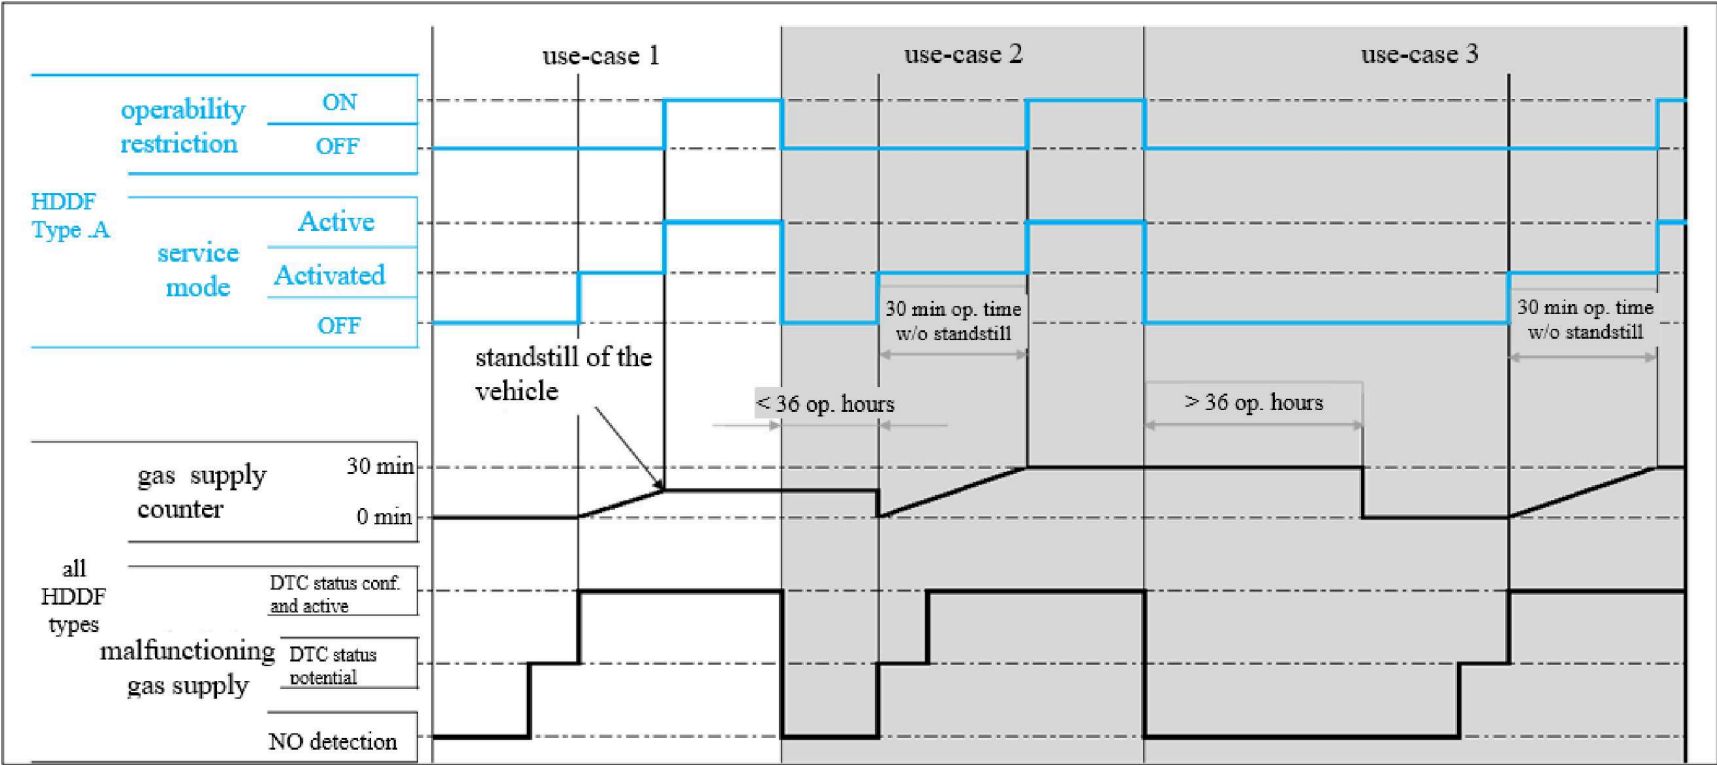 use-case 1
use-case 2
use-case 3
operability
restriction
ON
OFF
HDDF
Type .A
service
mode
Active
Activated
OFF
30 min op. time
w/o standstill
30 min op. time
w/o standstill
standstill of the
vehicle
< 36 op. hours
> 36 op. hours
gas supply
counter
30 min
0 min
all
HDDF
types
malfunctioning
gas supply
DTC status conf.
and active
DTC status
potential
NO detection